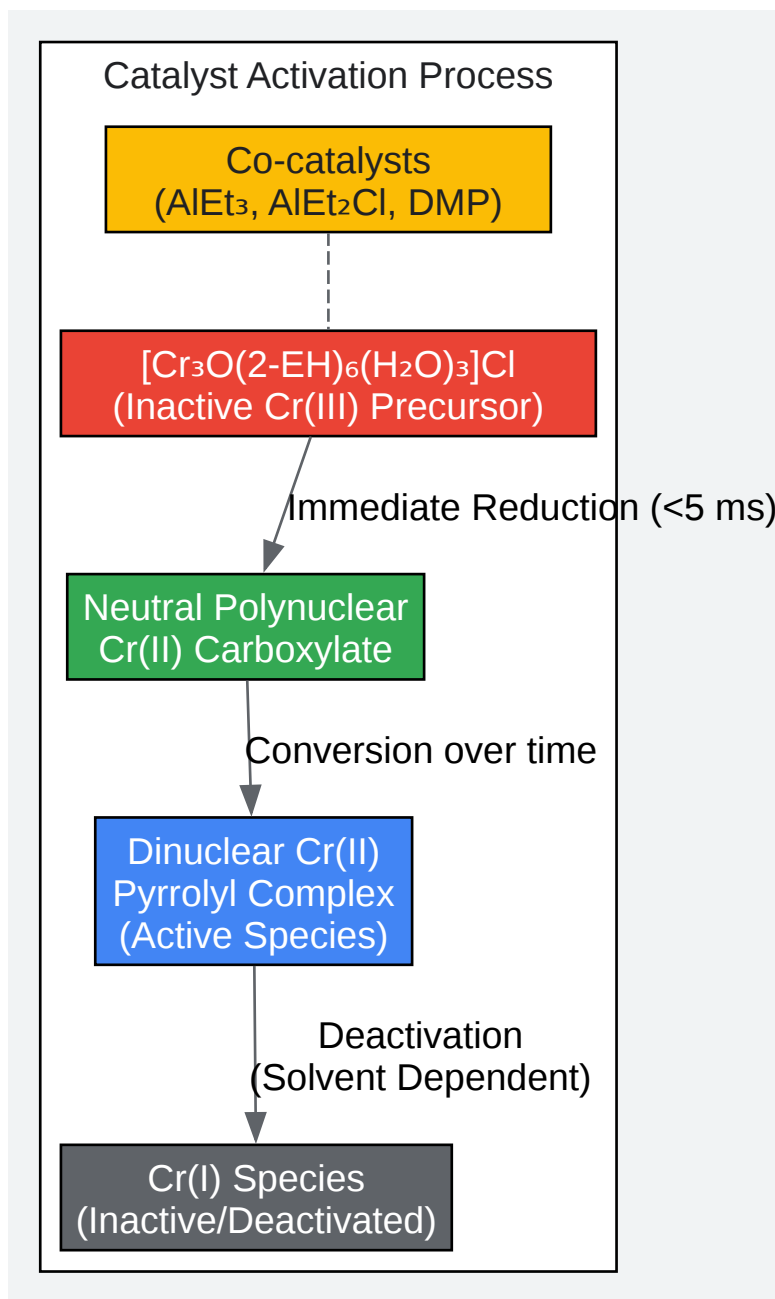 Catalyst Activation Process
Co-catalysts
(AlEt₃, AlEt₂Cl, DMP)
[Cr₃O(2-EH)₆(H₂O)₃]Cl
(Inactive Cr(III) Precursor)
Immediate Reduction (<5 ms)
Neutral Polynuclear
Cr(II) Carboxylate
Conversion over time
Dinuclear Cr(II)
Pyrrolyl Complex
(Active Species)
Deactivation
(Solvent Dependent)
Cr(I) Species
(Inactive/Deactivated)